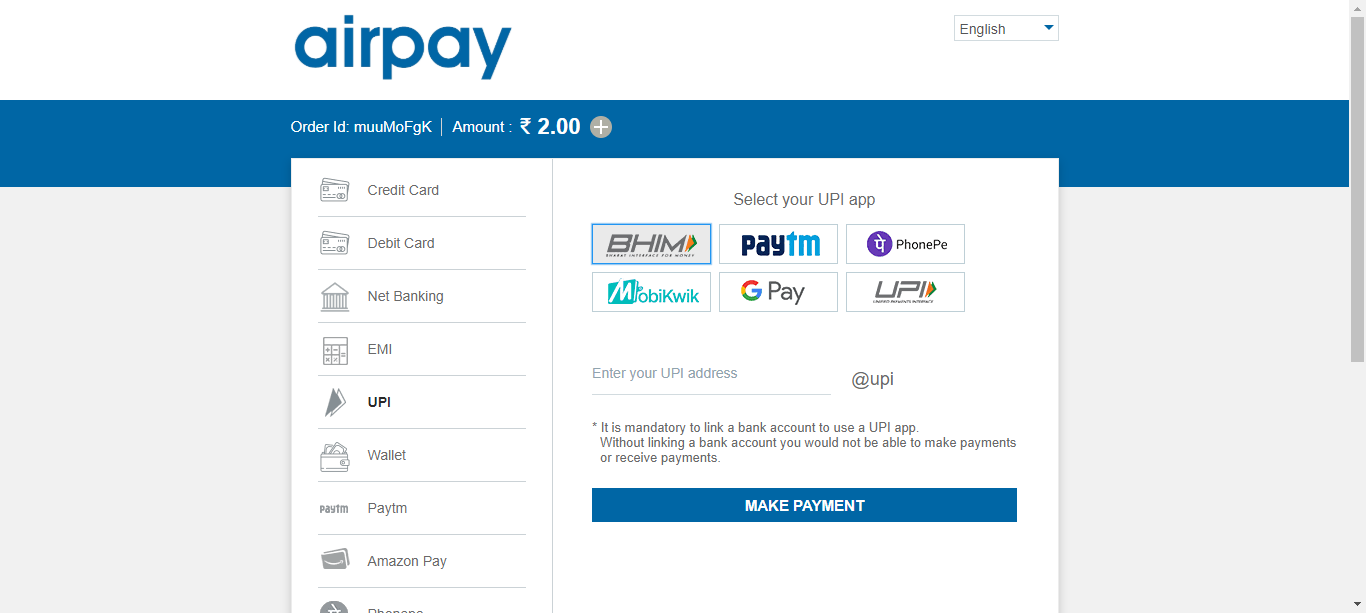 airpay
English
Order Id: muuMoFgK
Amount : ₹ 2.00
Credit Card
Debit Card
Net Banking
EMI
UPI
Wallet
paytm
Paytm
Amazon Pay
Phonepe
Select your UPI app
BHIM
BHARAT INTERFACE FOR MONEY
paytm
PhonePe
MobiKwik
G Pay
UPI
UNIFIED PAYMENTS INTERFACE
Enter your UPI address
@upi
* It is mandatory to link a bank account to use a UPI app.
Without linking a bank account you would not be able to make payments
or receive payments.
MAKE PAYMENT